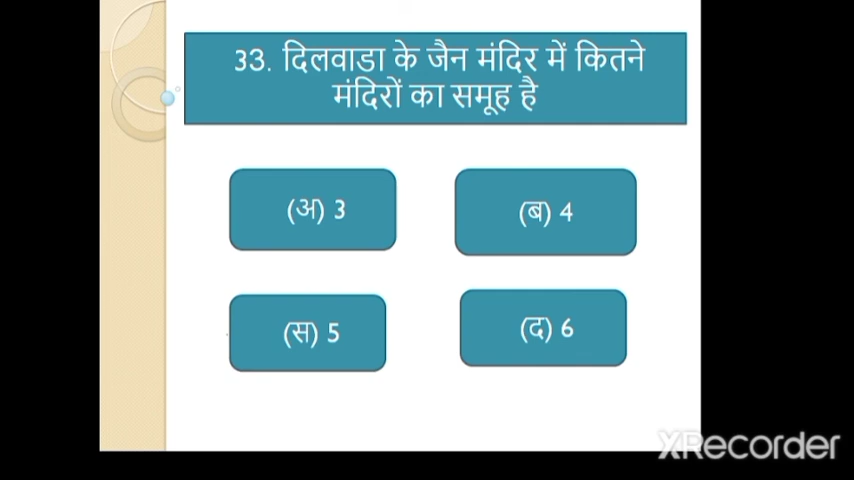 33. दिलवाडा के जैन मंदिर में कितने
मंदिरों का समूह है
(अ) 3
(ब) 4
(स) 5
(द) 6
XRecorder